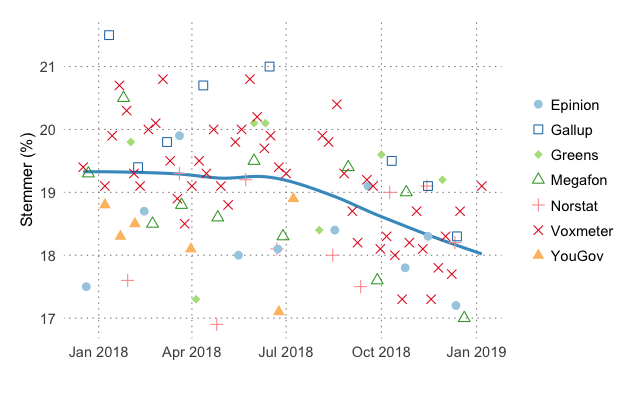 Stemmer (%)
21
20
19
18
17
Jan 2018
Apr 2018
Jul 2018
Oct 2018
Jan 2019
Epinion
Gallup
Greens
Megafon
Norstat
Voxmeter
YouGov